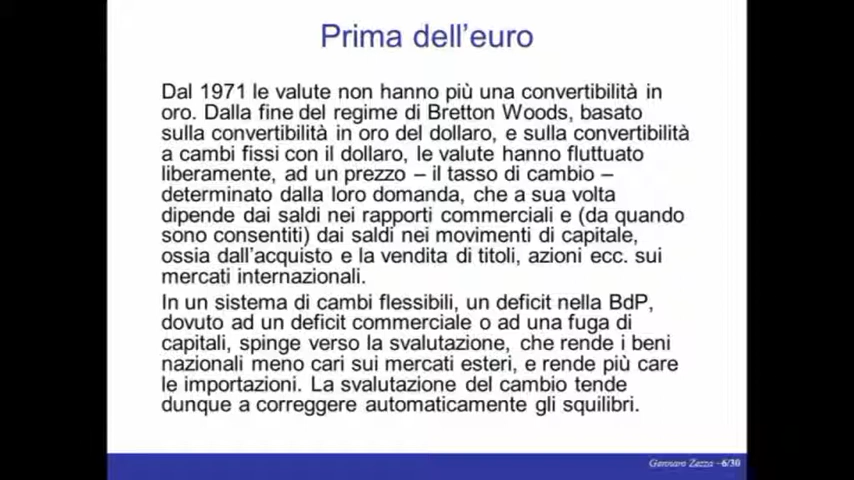 Prima dell'euro
Dal 1971 le valute non hanno più una convertibilità in
oro. Dalla fine del regime di Bretton Woods, basato
sulla convertibilità in oro del dollaro, e sulla convertibilità
a cambi fissi con il dollaro, le valute hanno fluttuato
liberamente, ad un prezzo – il tasso di cambio –
determinato dalla loro domanda, che a sua volta
dipende dai saldi nei rapporti commerciali e (da quando
sono consentiti) dai saldi nei movimenti di capitale,
ossia dall'acquisto e la vendita di titoli, azioni ecc. sui
mercati internazionali.
In un sistema di cambi flessibili, un deficit nella BdP,
dovuto ad un deficit commerciale o ad una fuga di
capitali, spinge verso la svalutazione, che rende i beni
nazionali meno cari sui mercati esteri, e rende più care
le importazioni. La svalutazione del cambio tende
dunque a correggere automaticamente gli squilibri.
Gennaro Zezza –6/30